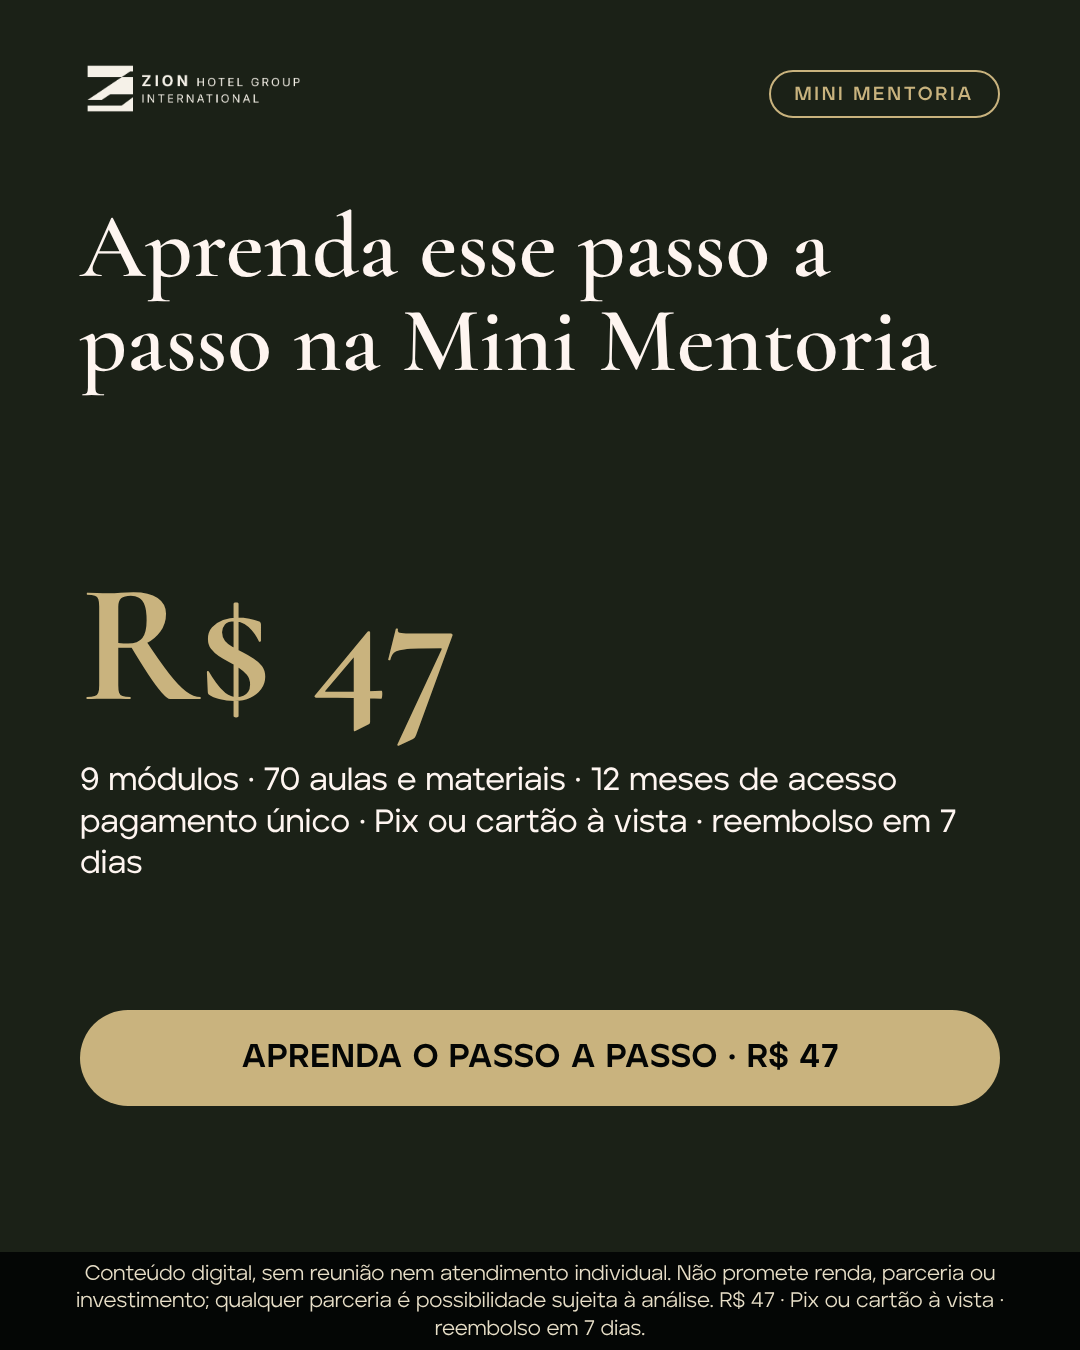 ZION HOTEL GROUP
INTERNATIONAL
MINI MENTORIA
Aprenda esse passo a
passo na Mini Mentoria
R$ 47
9 módulos · 70 aulas e materiais · 12 meses de acesso
pagamento único · Pix ou cartão à vista · reembolso em 7
dias
APRENDA O PASSO A PASSO · R$ 47
Conteúdo digital, sem reunião nem atendimento individual. Não promete renda, parceria ou
investimento; qualquer parceria é possibilidade sujeita à análise. R$ 47 · Pix ou cartão à vista ·
reembolso em 7 dias.